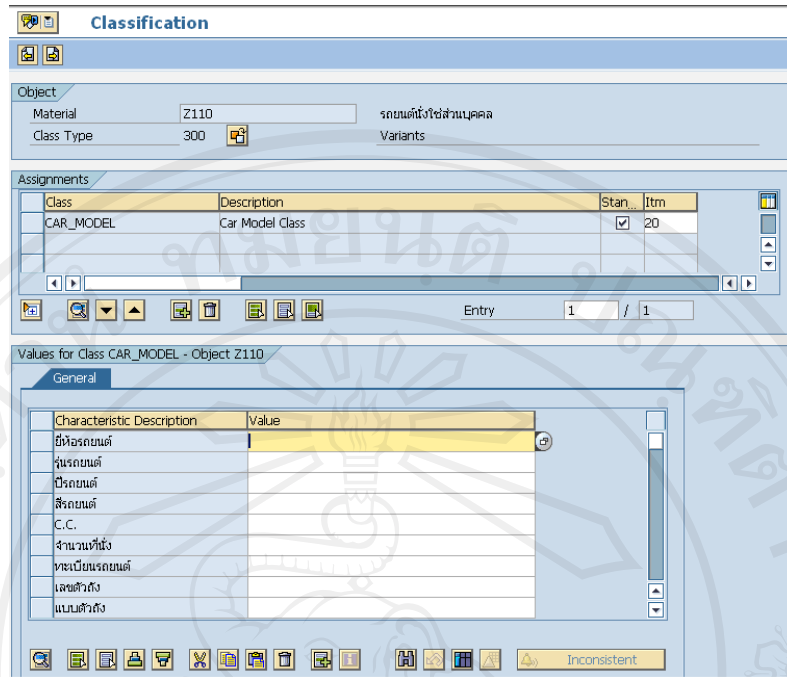 Classification
Object
Material Z110 รถยนต์นั่งใช่ส่วนบุคคล
Class Type 300 Variants
Assignments
Class Description Stan... Itm
CAR_MODEL Car Model Class 20
Entry 1 / 1
Values for Class CAR_MODEL - Object Z110
General
Characteristic Description Value
ยี่ห้อรถยนต์
รุ่นรถยนต์
ปีรถยนต์
สีรถยนต์
C.C.
จำนวนที่นั่ง
ทะเบียนรถยนต์
เลขตัวถัง
แบบตัวถัง
Inconsistent